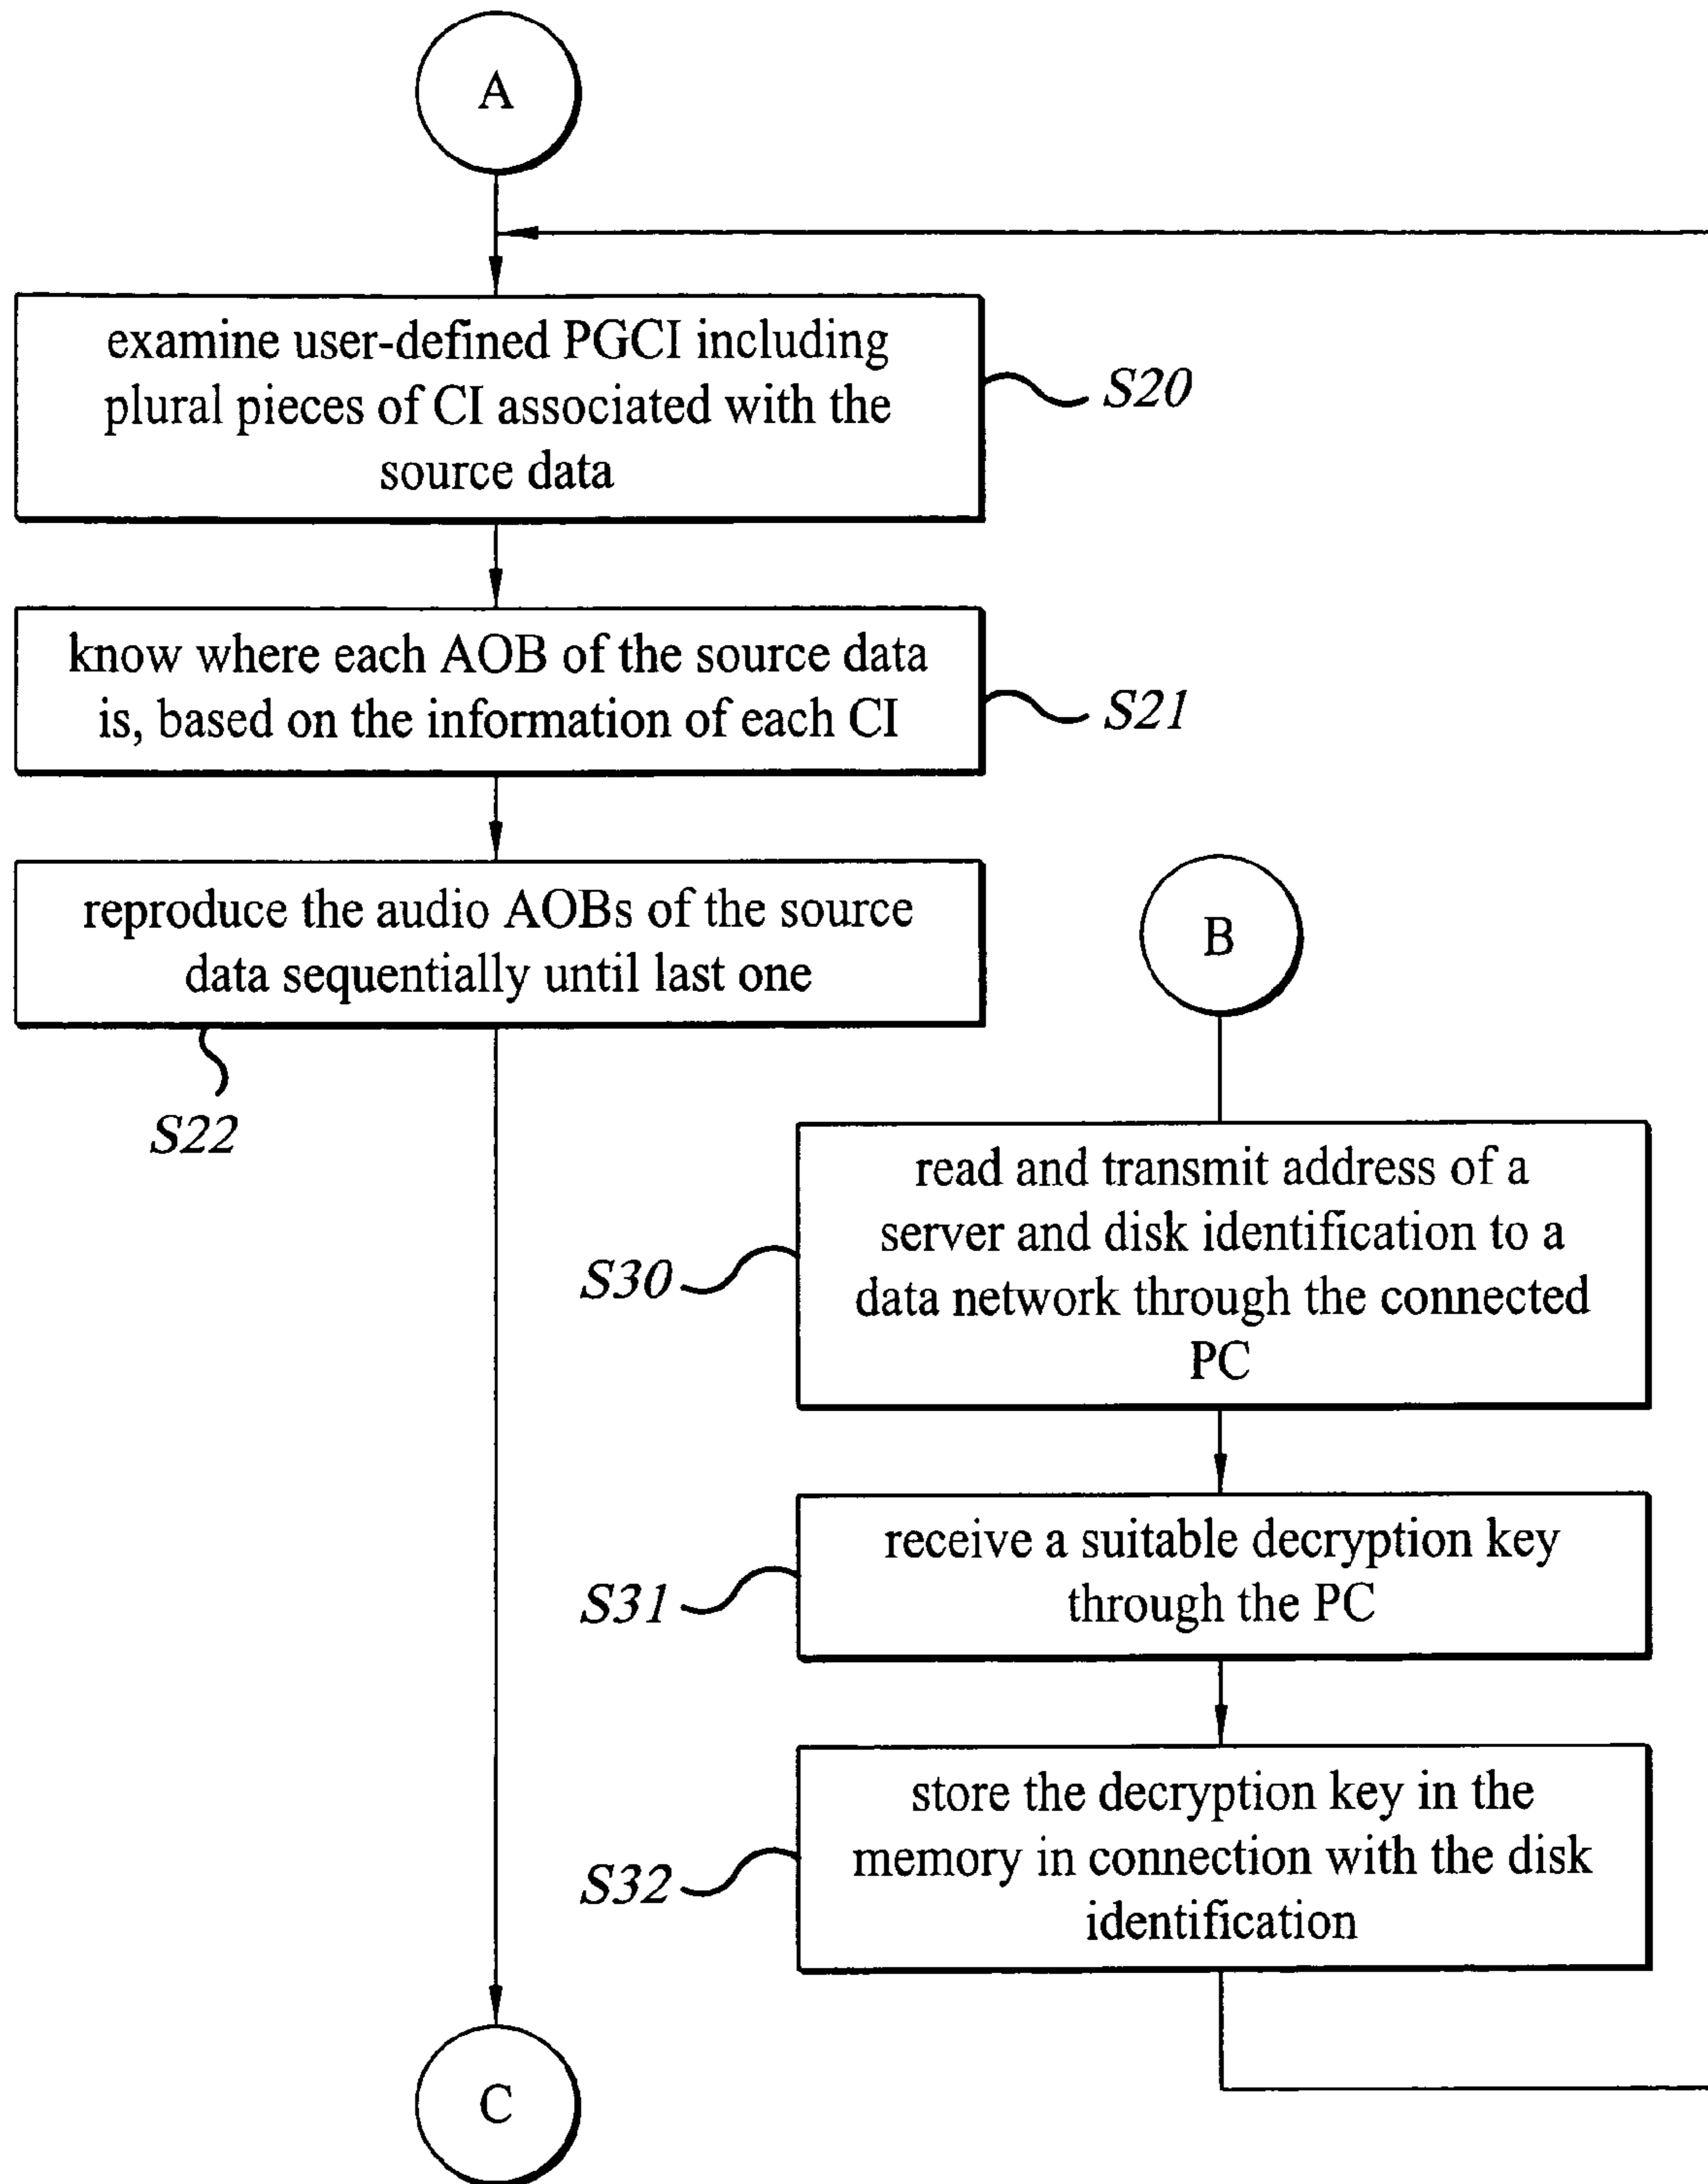 A
examine user-defined PGCI including
plural pieces of CI associated with the
source data
S20
know where each AOB of the source data
is, based on the information of each CI
S21
reproduce the audio AOBs of the source
data sequentially until last one
S22
B
read and transmit address of a
server and disk identification to a
data network through the connected
PC
S30
receive a suitable decryption key
through the PC
S31
store the decryption key in the
memory in connection with the disk
identification
S32
C